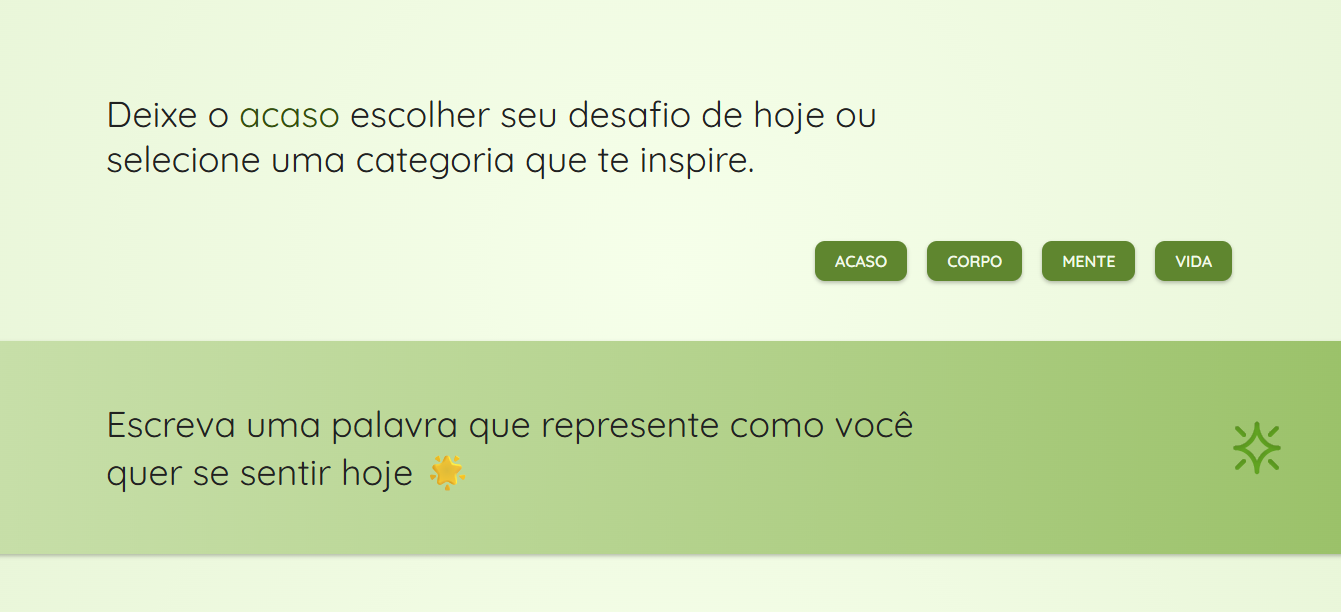 Deixe o acaso escolher seu desafio de hoje ou
selecione uma categoria que te inspire.
ACASO CORPO MENTE VIDA
Escreva uma palavra que represente como você
quer se sentir hoje 🌟